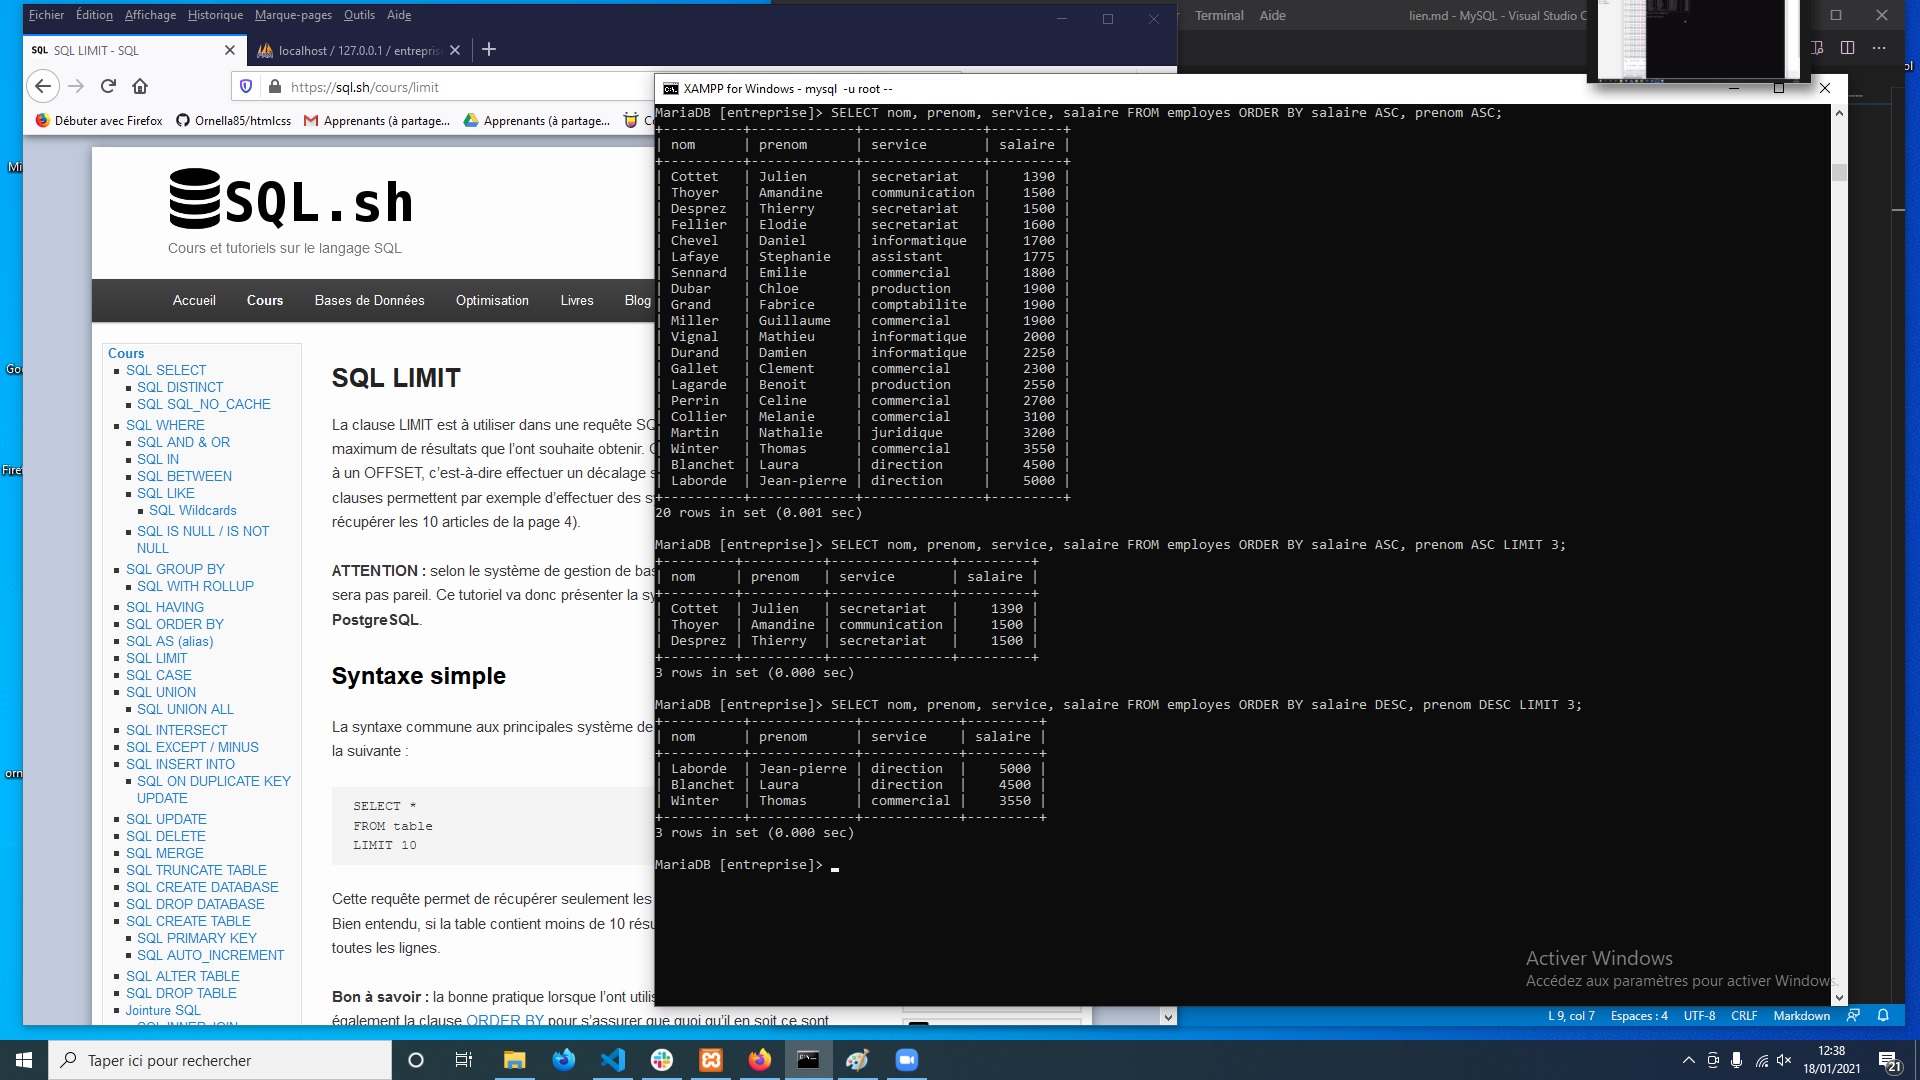 Fichier Édition Affichage Historique Marque-pages Outils Aide
SQL SQL LIMIT - SQL
localhost / 127.0.0.1 / entrepris
https://sql.sh/cours/limit
Débuter avec Firefox Ornella85/htmlcss Apprenants (à partage... Apprenants (à partage...
Terminal Aide lien.md - MySQL - Visual Studio C
SQL.sh
Cours et tutoriels sur le langage SQL
Accueil Cours Bases de Données Optimisation Livres Blog
Cours
SQL SELECT
SQL DISTINCT
SQL SQL_NO_CACHE
SQL WHERE
SQL AND & OR
SQL IN
SQL BETWEEN
SQL LIKE
SQL Wildcards
SQL IS NULL / IS NOT
NULL
SQL GROUP BY
SQL WITH ROLLUP
SQL HAVING
SQL ORDER BY
SQL AS (alias)
SQL LIMIT
SQL CASE
SQL UNION
SQL UNION ALL
SQL INTERSECT
SQL EXCEPT / MINUS
SQL INSERT INTO
SQL ON DUPLICATE KEY
UPDATE
SQL UPDATE
SQL DELETE
SQL MERGE
SQL TRUNCATE TABLE
SQL CREATE DATABASE
SQL DROP DATABASE
SQL CREATE TABLE
SQL PRIMARY KEY
SQL AUTO_INCREMENT
SQL ALTER TABLE
SQL DROP TABLE
Jointure SQL
SQL LIMIT
La clause LIMIT est à utiliser dans une requête SQ
maximum de résultats que l'ont souhaite obtenir.
à un OFFSET, c'est-à-dire effectuer un décalage s
clauses permettent par exemple d'effectuer des s
récupérer les 10 articles de la page 4).
ATTENTION : selon le système de gestion de bas
sera pas pareil. Ce tutoriel va donc présenter la sy
PostgreSQL.
Syntaxe simple
La syntaxe commune aux principales système de
la suivante :
SELECT *
FROM table
LIMIT 10
Cette requête permet de récupérer seulement les
Bien entendu, si la table contient moins de 10 résu
toutes les lignes.
Bon à savoir : la bonne pratique lorsque l'ont utilis
également la clause ORDER BY pour s'assurer que quoi qu'il en soit ce sont
XAMPP for Windows - mysql -u root --
MariaDB [entreprise]> SELECT nom, prenom, service, salaire FROM employes ORDER BY salaire ASC, prenom ASC;
+----------+-------------+---------------+---------+
| nom | prenom | service | salaire |
+----------+-------------+---------------+---------+
| Cottet | Julien | secretariat | 1390 |
| Thoyer | Amandine | communication | 1500 |
| Desprez | Thierry | secretariat | 1500 |
| Fellier | Elodie | secretariat | 1600 |
| Chevel | Daniel | informatique | 1700 |
| Lafaye | Stephanie | assistant | 1775 |
| Sennard | Emilie | commercial | 1800 |
| Dubar | Chloe | production | 1900 |
| Grand | Fabrice | comptabilite | 1900 |
| Miller | Guillaume | commercial | 1900 |
| Vignal | Mathieu | informatique | 2000 |
| Durand | Damien | informatique | 2250 |
| Gallet | Clement | commercial | 2300 |
| Lagarde | Benoit | production | 2550 |
| Perrin | Celine | commercial | 2700 |
| Collier | Melanie | commercial | 3100 |
| Martin | Nathalie | juridique | 3200 |
| Winter | Thomas | commercial | 3550 |
| Blanchet | Laura | direction | 4500 |
| Laborde | Jean-pierre | direction | 5000 |
+----------+-------------+---------------+---------+
20 rows in set (0.001 sec)
MariaDB [entreprise]> SELECT nom, prenom, service, salaire FROM employes ORDER BY salaire ASC, prenom ASC LIMIT 3;
+---------+----------+---------------+---------+
| nom | prenom | service | salaire |
+---------+----------+---------------+---------+
| Cottet | Julien | secretariat | 1390 |
| Thoyer | Amandine | communication | 1500 |
| Desprez | Thierry | secretariat | 1500 |
+---------+----------+---------------+---------+
3 rows in set (0.000 sec)
MariaDB [entreprise]> SELECT nom, prenom, service, salaire FROM employes ORDER BY salaire DESC, prenom DESC LIMIT 3;
+----------+-------------+------------+---------+
| nom | prenom | service | salaire |
+----------+-------------+------------+---------+
| Laborde | Jean-pierre | direction | 5000 |
| Blanchet | Laura | direction | 4500 |
| Winter | Thomas | commercial | 3550 |
+----------+-------------+------------+---------+
3 rows in set (0.000 sec)
MariaDB [entreprise]>
Activer Windows
Accédez aux paramètres pour activer Windows.
L 9, col 7 Espaces : 4 UTF-8 CRLF Markdown
Taper ici pour rechercher
12:38
18/01/2021
21